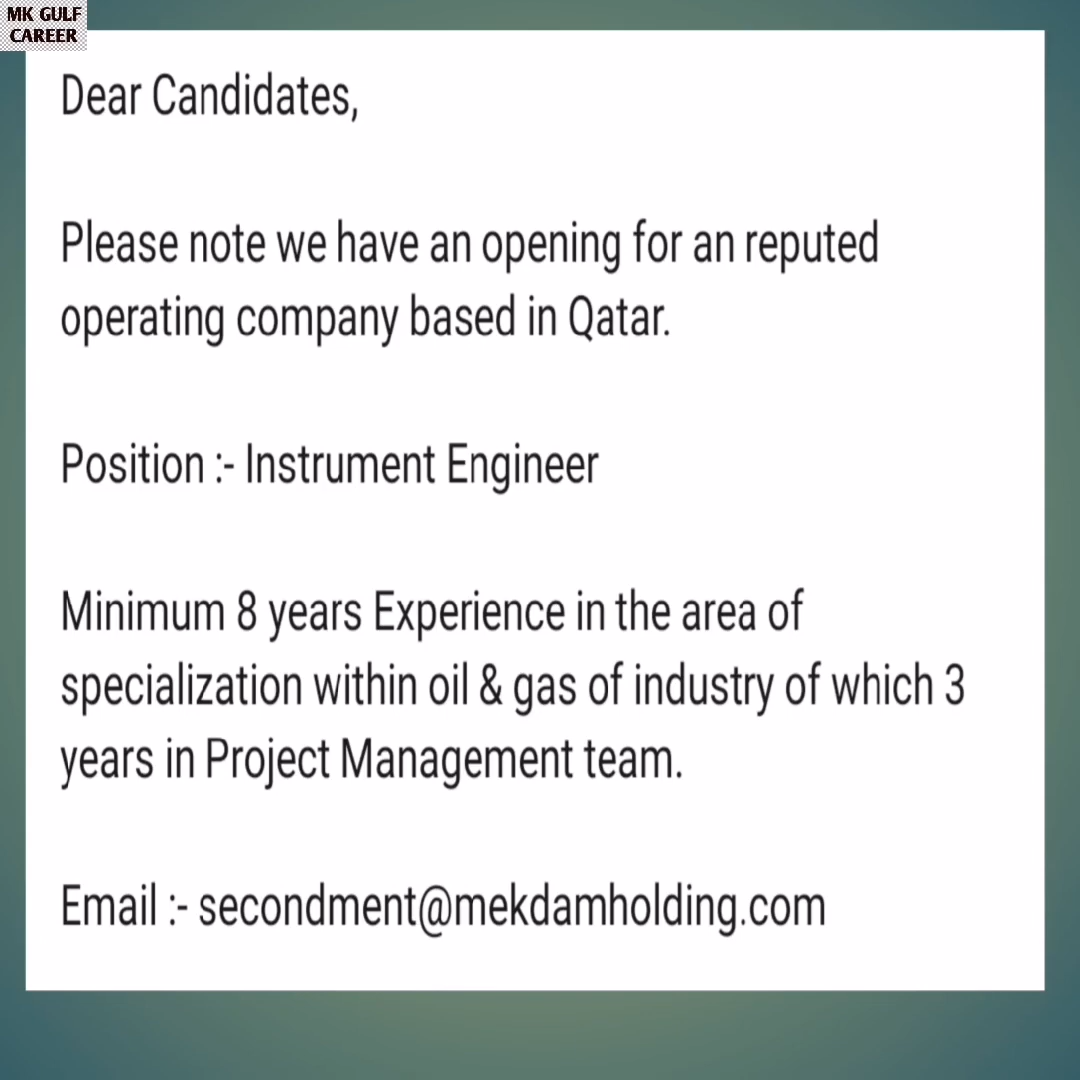 MK GULF
CAREER
Dear Candidates,
Please note we have an opening for an reputed
operating company based in Qatar.
Position :- Instrument Engineer
Minimum 8 years Experience in the area of
specialization within oil & gas of industry of which 3
years in Project Management team.
Email :- secondment@mekdamholding.com